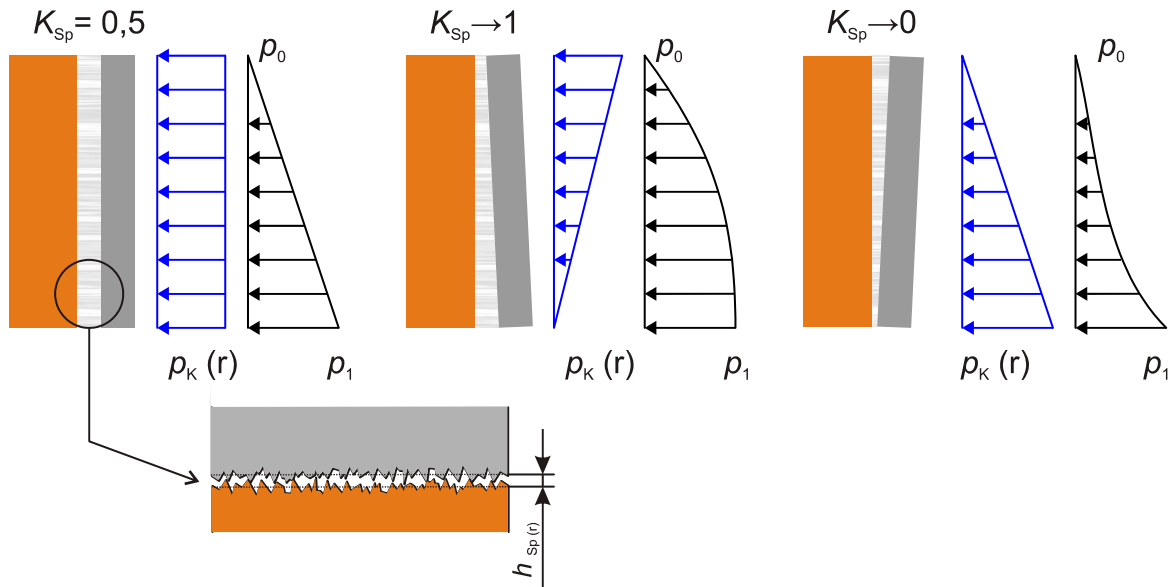 K_Sp = 0,5
K_Sp → 1
K_Sp → 0
p_0
p_0
p_0
p_K (r)
p_1
p_K (r)
p_1
p_K (r)
p_1
h_Sp (r)